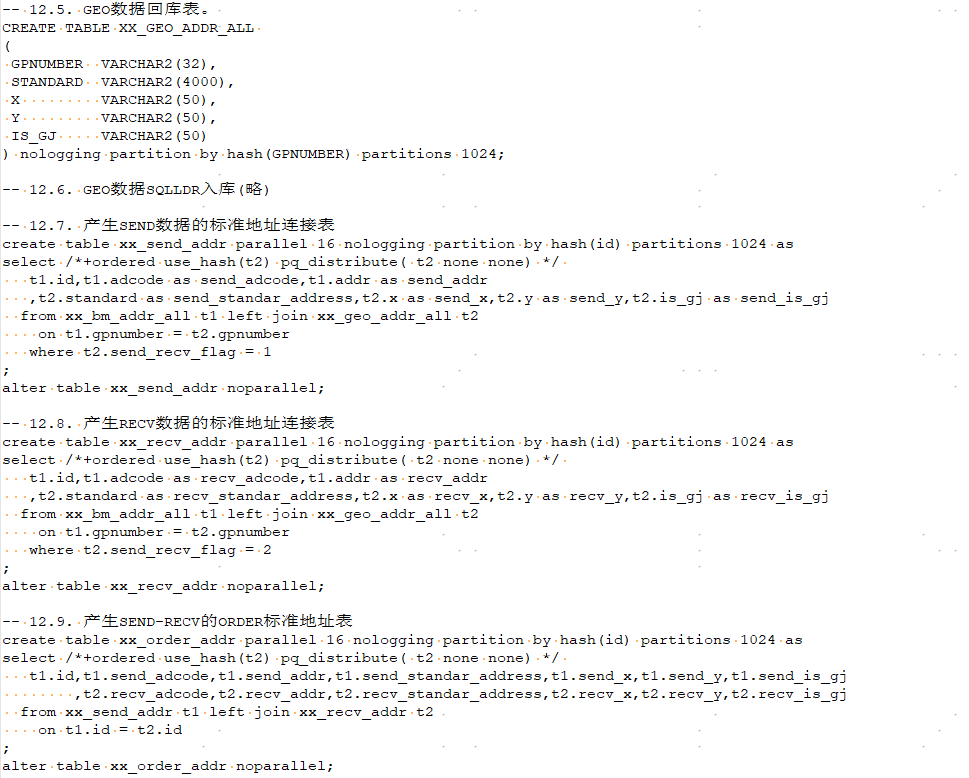 -- 12.5. GEO数据回库表。
CREATE TABLE XX_GEO_ADDR_ALL
(
 GPNUMBER  VARCHAR2(32),
 STANDARD  VARCHAR2(4000),
 X         VARCHAR2(50),
 Y         VARCHAR2(50),
 IS_GJ     VARCHAR2(50)
) nologging partition by hash(GPNUMBER) partitions 1024;
-- 12.6. GEO数据SQLLDR入库(略)
-- 12.7. 产生SEND数据的标准地址连接表
create table xx_send_addr parallel 16 nologging partition by hash(id) partitions 1024 as
select /*+ordered use_hash(t2) pq_distribute( t2 none none) */
   t1.id,t1.adcode as send_adcode,t1.addr as send_addr
   ,t2.standard as send_standar_address,t2.x as send_x,t2.y as send_y,t2.is_gj as send_is_gj
  from xx_bm_addr_all t1 left join xx_geo_addr_all t2
    on t1.gpnumber = t2.gpnumber
   where t2.send_recv_flag = 1
;
alter table xx_send_addr noparallel;
-- 12.8. 产生RECV数据的标准地址连接表
create table xx_recv_addr parallel 16 nologging partition by hash(id) partitions 1024 as
select /*+ordered use_hash(t2) pq_distribute( t2 none none) */
   t1.id,t1.adcode as recv_adcode,t1.addr as recv_addr
   ,t2.standard as recv_standar_address,t2.x as recv_x,t2.y as recv_y,t2.is_gj as recv_is_gj
  from xx_bm_addr_all t1 left join xx_geo_addr_all t2
    on t1.gpnumber = t2.gpnumber
   where t2.send_recv_flag = 2
;
alter table xx_recv_addr noparallel;
-- 12.9. 产生SEND-RECV的ORDER标准地址表
create table xx_order_addr parallel 16 nologging partition by hash(id) partitions 1024 as
select /*+ordered use_hash(t2) pq_distribute( t2 none none) */
   t1.id,t1.send_adcode,t1.send_addr,t1.send_standar_address,t1.send_x,t1.send_y,t1.send_is_gj
        ,t2.recv_adcode,t2.recv_addr,t2.recv_standar_address,t2.recv_x,t2.recv_y,t2.recv_is_gj
  from xx_send_addr t1 left join xx_recv_addr t2
    on t1.id = t2.id
;
alter table xx_order_addr noparallel;